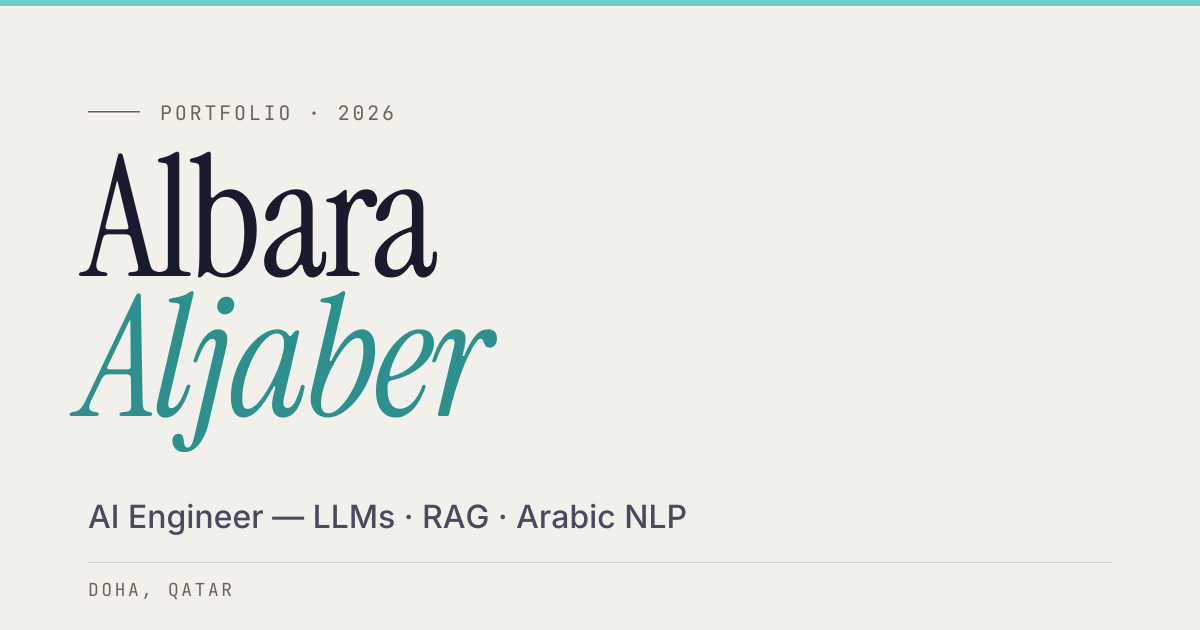 PORTFOLIO · 2026
Albara
Aljaber
AI Engineer — LLMs · RAG · Arabic NLP
DOHA, QATAR